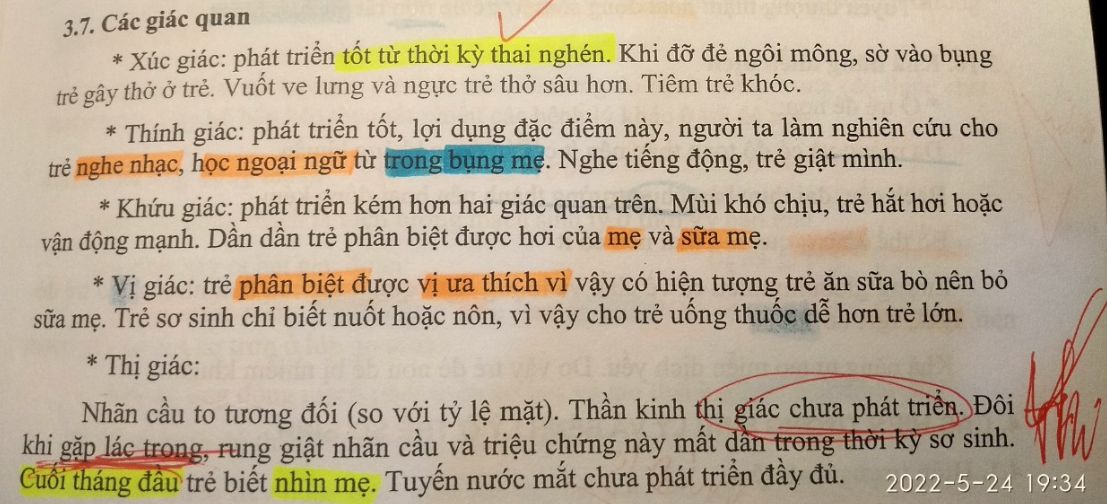 3.7. Các giác quan
* Xúc giác: phát triển tốt từ thời kỳ thai nghén. Khi đỡ đẻ ngôi mông, sờ vào bụng
trẻ gây thở ở trẻ. Vuốt ve lưng và ngực trẻ thở sâu hơn. Tiêm trẻ khóc.
* Thính giác: phát triển tốt, lợi dụng đặc điểm này, người ta làm nghiên cứu cho
trẻ nghe nhạc, học ngoại ngữ từ trong bụng mẹ. Nghe tiếng động, trẻ giật mình.
* Khứu giác: phát triển kém hơn hai giác quan trên. Mùi khó chịu, trẻ hắt hơi hoặc
vận động mạnh. Dần dần trẻ phân biệt được hơi của mẹ và sữa mẹ.
* Vị giác: trẻ phân biệt được vị ưa thích vì vậy có hiện tượng trẻ ăn sữa bò nên bỏ
sữa mẹ. Trẻ sơ sinh chỉ biết nuốt hoặc nôn, vì vậy cho trẻ uống thuốc dễ hơn trẻ lớn.
* Thị giác:
Nhãn cầu to tương đối (so với tỷ lệ mặt). Thần kinh thị giác chưa phát triển. Đôi
khi gặp lác trong, rung giật nhãn cầu và triệu chứng này mất dần trong thời kỳ sơ sinh.
Cuối tháng đầu trẻ biết nhìn mẹ. Tuyến nước mắt chưa phát triển đầy đủ.
2022-5-24 19:34